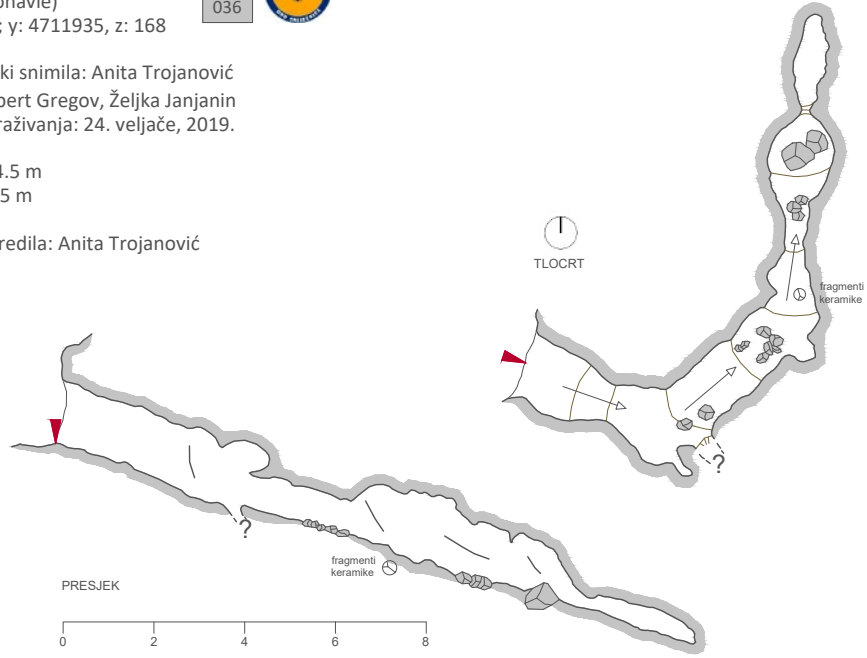 onavle)
; y: 4711935, z: 168
036
ki snimila: Anita Trojanović
bert Gregov, Željka Janjanin
raživanja: 24. veljače, 2019.
4.5 m
5 m
redila: Anita Trojanović
TLOCRT
fragmenti
keramike
?
?
fragmenti
keramike
PRESJEK
0 2 4 6 8